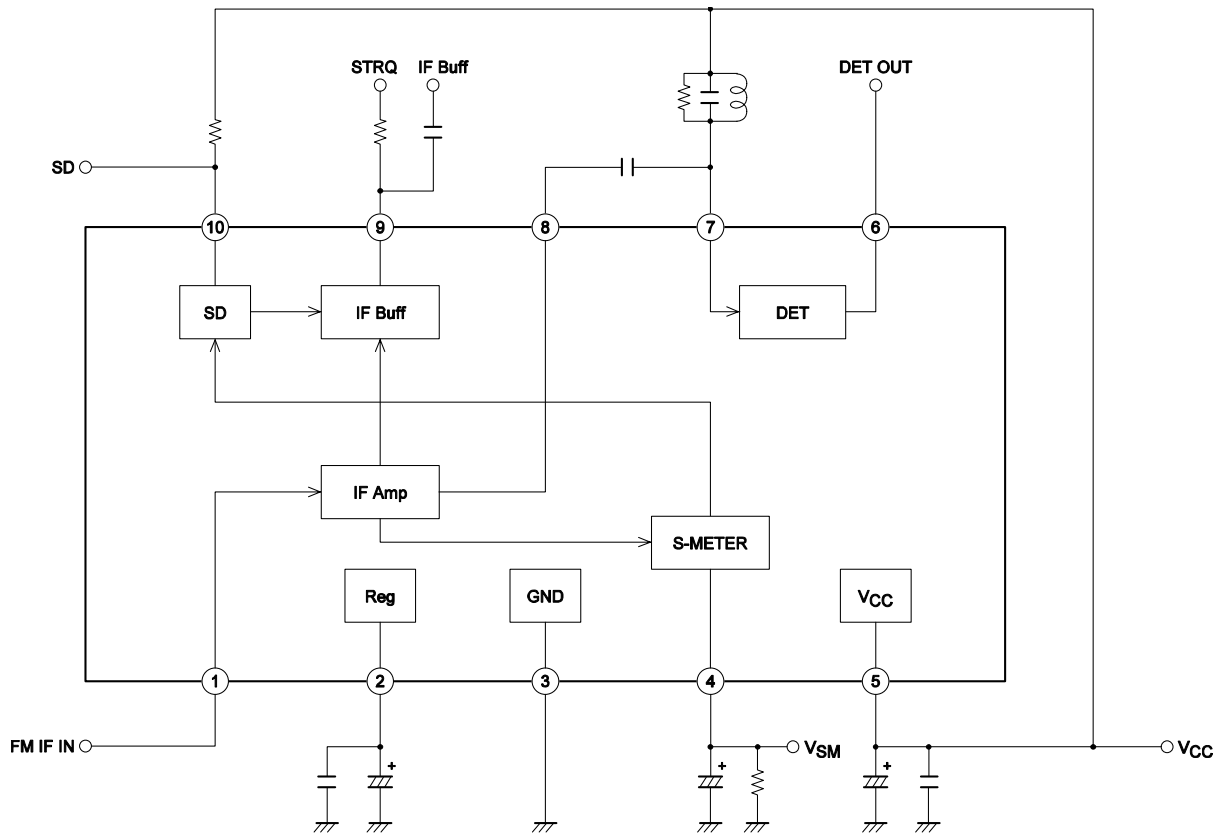 STRQ
IF Buff
DET OUT
SD
10
9
8
7
6
SD
IF Buff
DET
IF Amp
S-METER
Reg
GND
VCC
1
2
3
4
5
FM IF IN
+
+
VSM
+
VCC